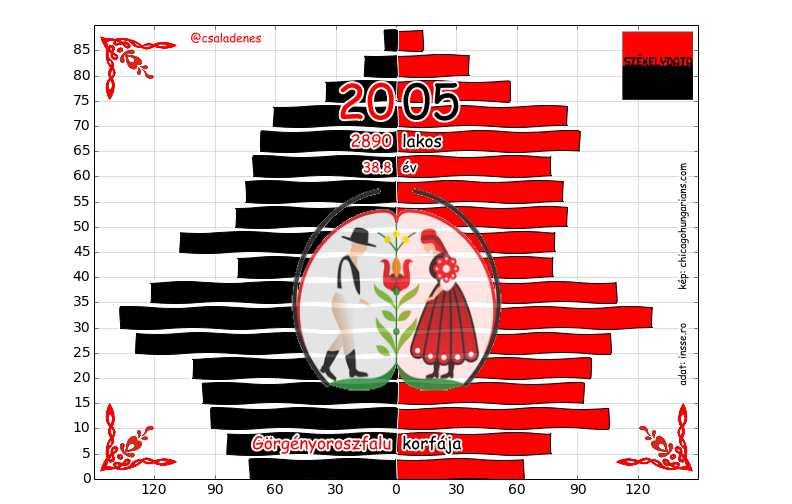 @csaladenes
SZÉKELYDATA
2005
2890 lakos
38.8 év
kép: chicagohungarians.com
adat: insse.ro
Görgényoroszfalu korfája
85
80
75
70
65
60
55
50
45
40
35
30
25
20
15
10
5
0
120 90 60 30 0 30 60 90 120